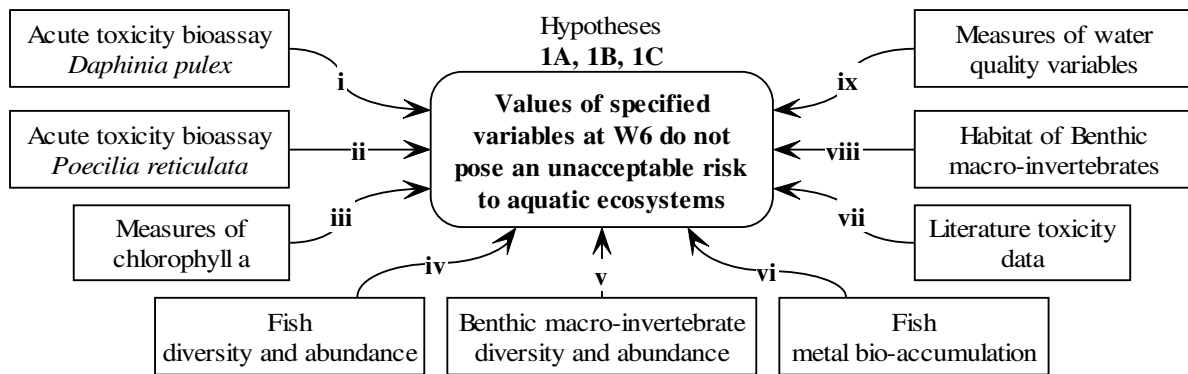 Hypotheses
1A, 1B, 1C
Values of specified
variables at W6 do not
pose an unacceptable risk
to aquatic ecosystems
Acute toxicity bioassay
Daphinia pulex
i
Acute toxicity bioassay
Poecilia reticulata
ii
Measures of
chlorophyll a
iii
Fish
diversity and abundance
iv
Benthic macro-invertebrate
diversity and abundance
v
Fish
metal bio-accumulation
vi
Literature toxicity
data
vii
Habitat of Benthic
macro-invertebrates
viii
Measures of water
quality variables
ix